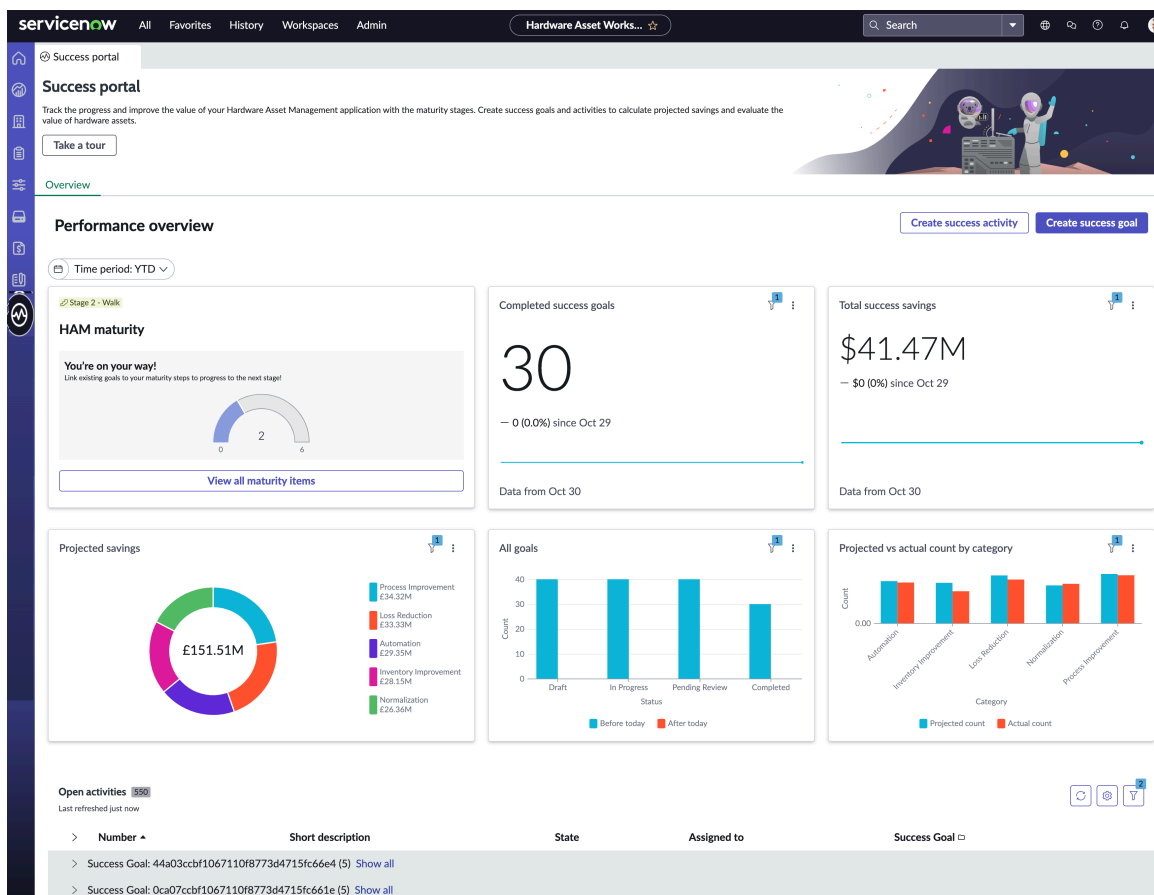 servicenow All Favorites History Workspaces Admin Hardware Asset Works... Search
Success portal
Success portal
Track the progress and improve the value of your Hardware Asset Management application with the maturity stages. Create success goals and activities to calculate projected savings and evaluate the
value of hardware assets.
Take a tour
Overview
Performance overview
Create success activity
Create success goal
Time period: YTD
Stage 2 - Walk
HAM maturity
You're on your way!
Link existing goals to your maturity steps to progress to the next stage!
2
0 6
View all maturity items
Completed success goals
1
30
— 0 (0.0%) since Oct 29
Data from Oct 30
Total success savings
1
$41.47M
— $0 (0%) since Oct 29
Data from Oct 30
Projected savings
1
£151.51M
Process Improvement
£34.32M
Loss Reduction
£33.33M
Automation
£29.35M
Inventory Improvement
£28.15M
Normalization
£26.36M
All goals
1
Count
40
30
20
10
0
Draft In Progress Pending Review Completed
Status
Before today After today
Projected vs actual count by category
1
Count
0.00
Automation
Inventory Improvement
Loss Reduction
Normalization
Process Improvement
Category
Projected count Actual count
Open activities 550
Last refreshed just now
2
Number Short description State Assigned to Success Goal
Success Goal: 44a03ccbf1067110f8773d4715fc66e4 (5) Show all
Success Goal: 0ca07ccbf1067110f8773d4715fc661e (5) Show all